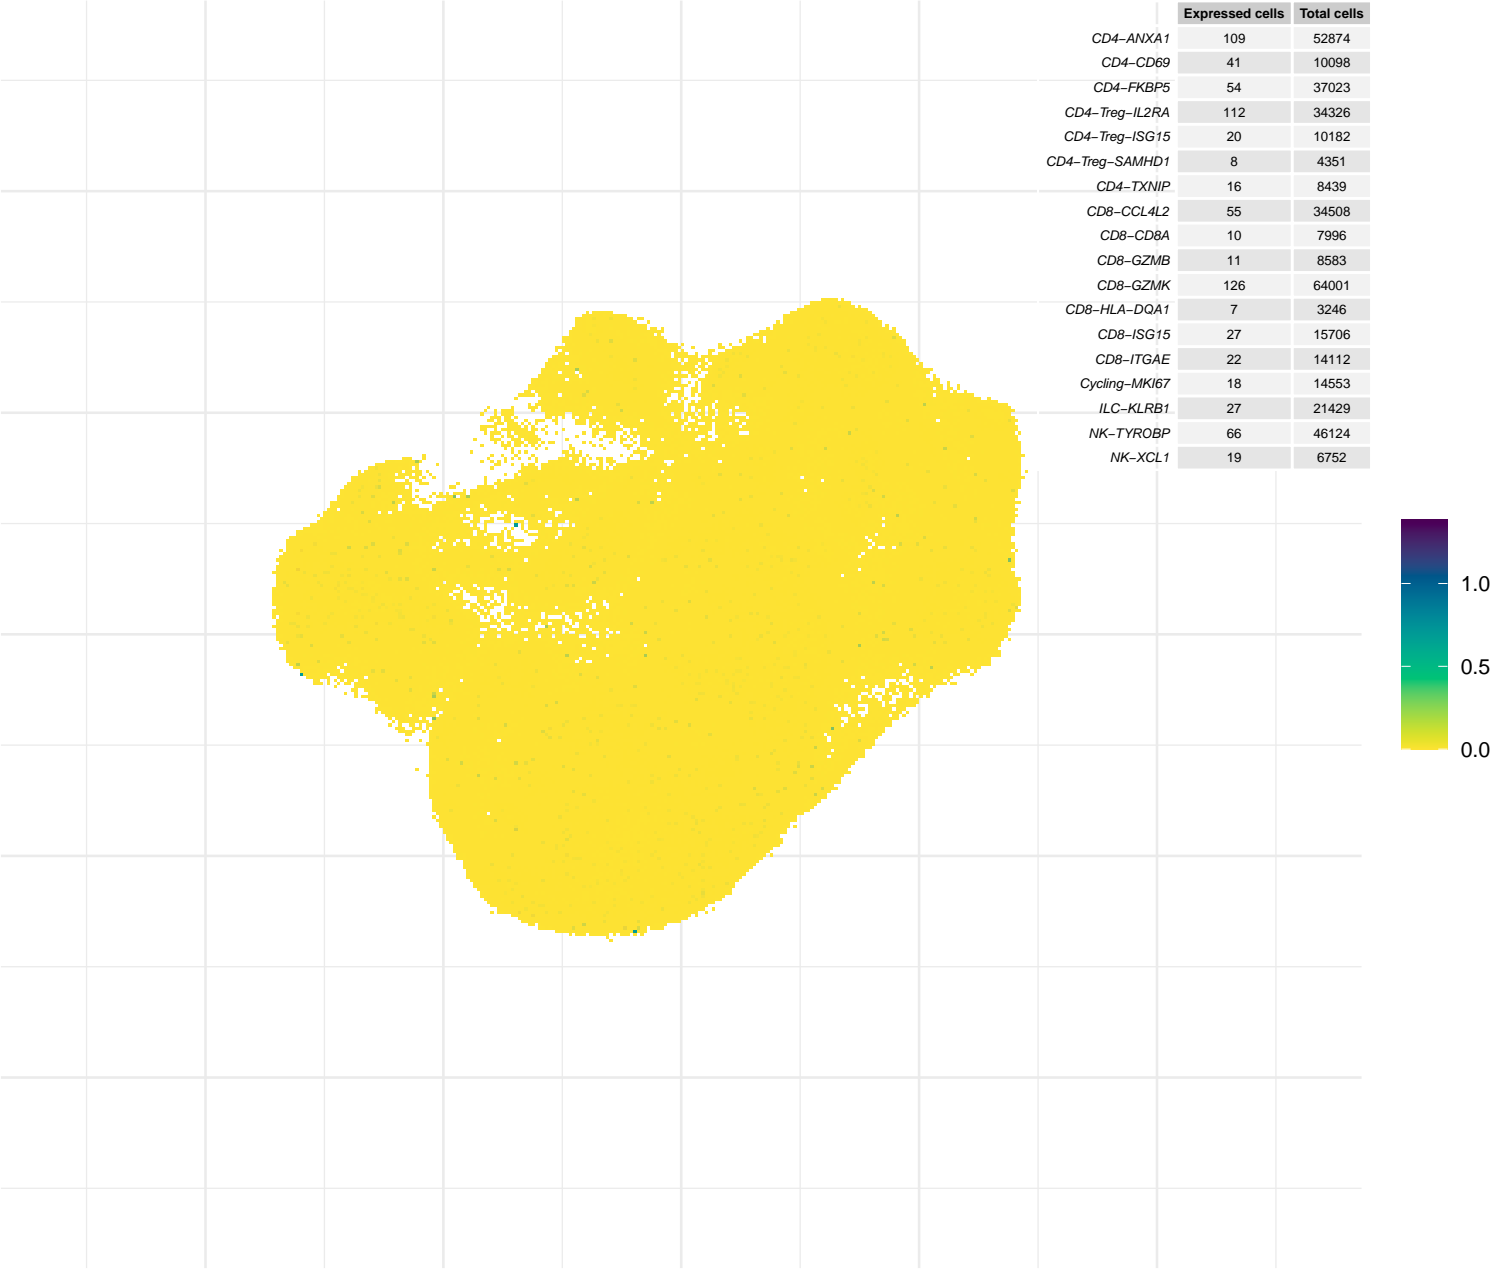 Expressed cells Total cells
CD4−ANXA1 109 52874
CD4−CD69 41 10098
CD4−FKBP5 54 37023
CD4−Treg−IL2RA 112 34326
CD4−Treg−ISG15 20 10182
CD4−Treg−SAMHD1 8 4351
CD4−TXNIP 16 8439
CD8−CCL4L2 55 34508
CD8−CD8A 10 7996
CD8−GZMB 11 8583
CD8−GZMK 126 64001
CD8−HLA−DQA1 7 3246
CD8−ISG15 27 15706
CD8−ITGAE 22 14112
Cycling−MKI67 18 14553
ILC−KLRB1 27 21429
NK−TYROBP 66 46124
NK−XCL1 19 6752
1.0
0.5
0.0